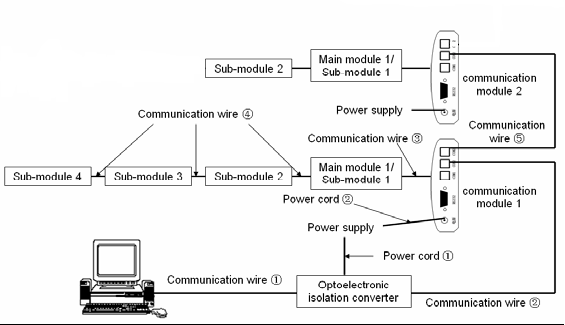 Sub-module 2
Main module 1/
Sub-module 1
communication
module 2
Power supply
Communication wire ④
Communication
wire ⑤
Communication wire ③
Sub-module 4
Sub-module 3
Sub-module 2
Main module 1/
Sub-module 1
communication
module 1
Power cord ②
Power supply
Power cord ①
Communication wire ①
Optoelectronic
isolation converter
Communication wire ②